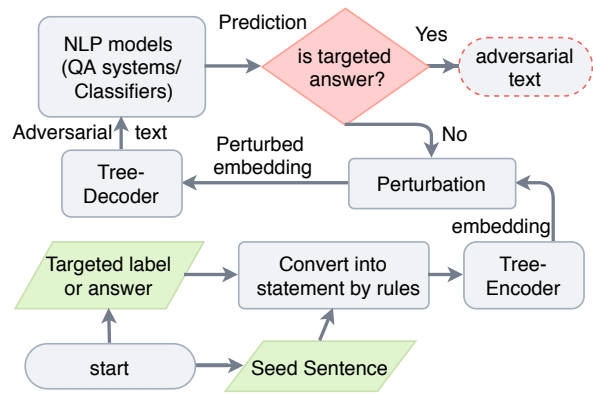 Prediction
NLP models
(QA systems/
Classifiers)
is targeted
answer?
Yes
adversarial
text
Adversarial text
No
Perturbed
embedding
Tree-
Decoder
Perturbation
embedding
Targeted label
or answer
Convert into
statement by rules
Tree-
Encoder
start
Seed Sentence